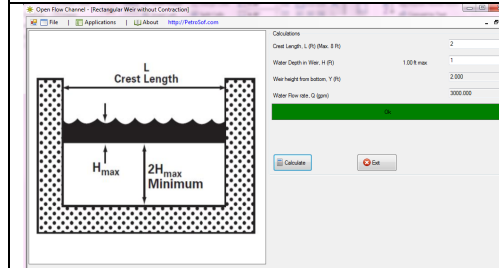 Open Flow Channel - [Rectangular Weir without Contraction]
File | Applications | About http://PetroSof.com
L
Crest Length
Hmax
2Hmax
Minimum
Calculations
Crest Length, L (Ft) (Max. 8 Ft) 2
Water Depth in Weir, H (Ft) 1.00 ft max 1
Weir height from bottom, Y (Ft) 2.000
Water Flow rate, Q (gpm) 3000.000
Ok
Calculate Exit